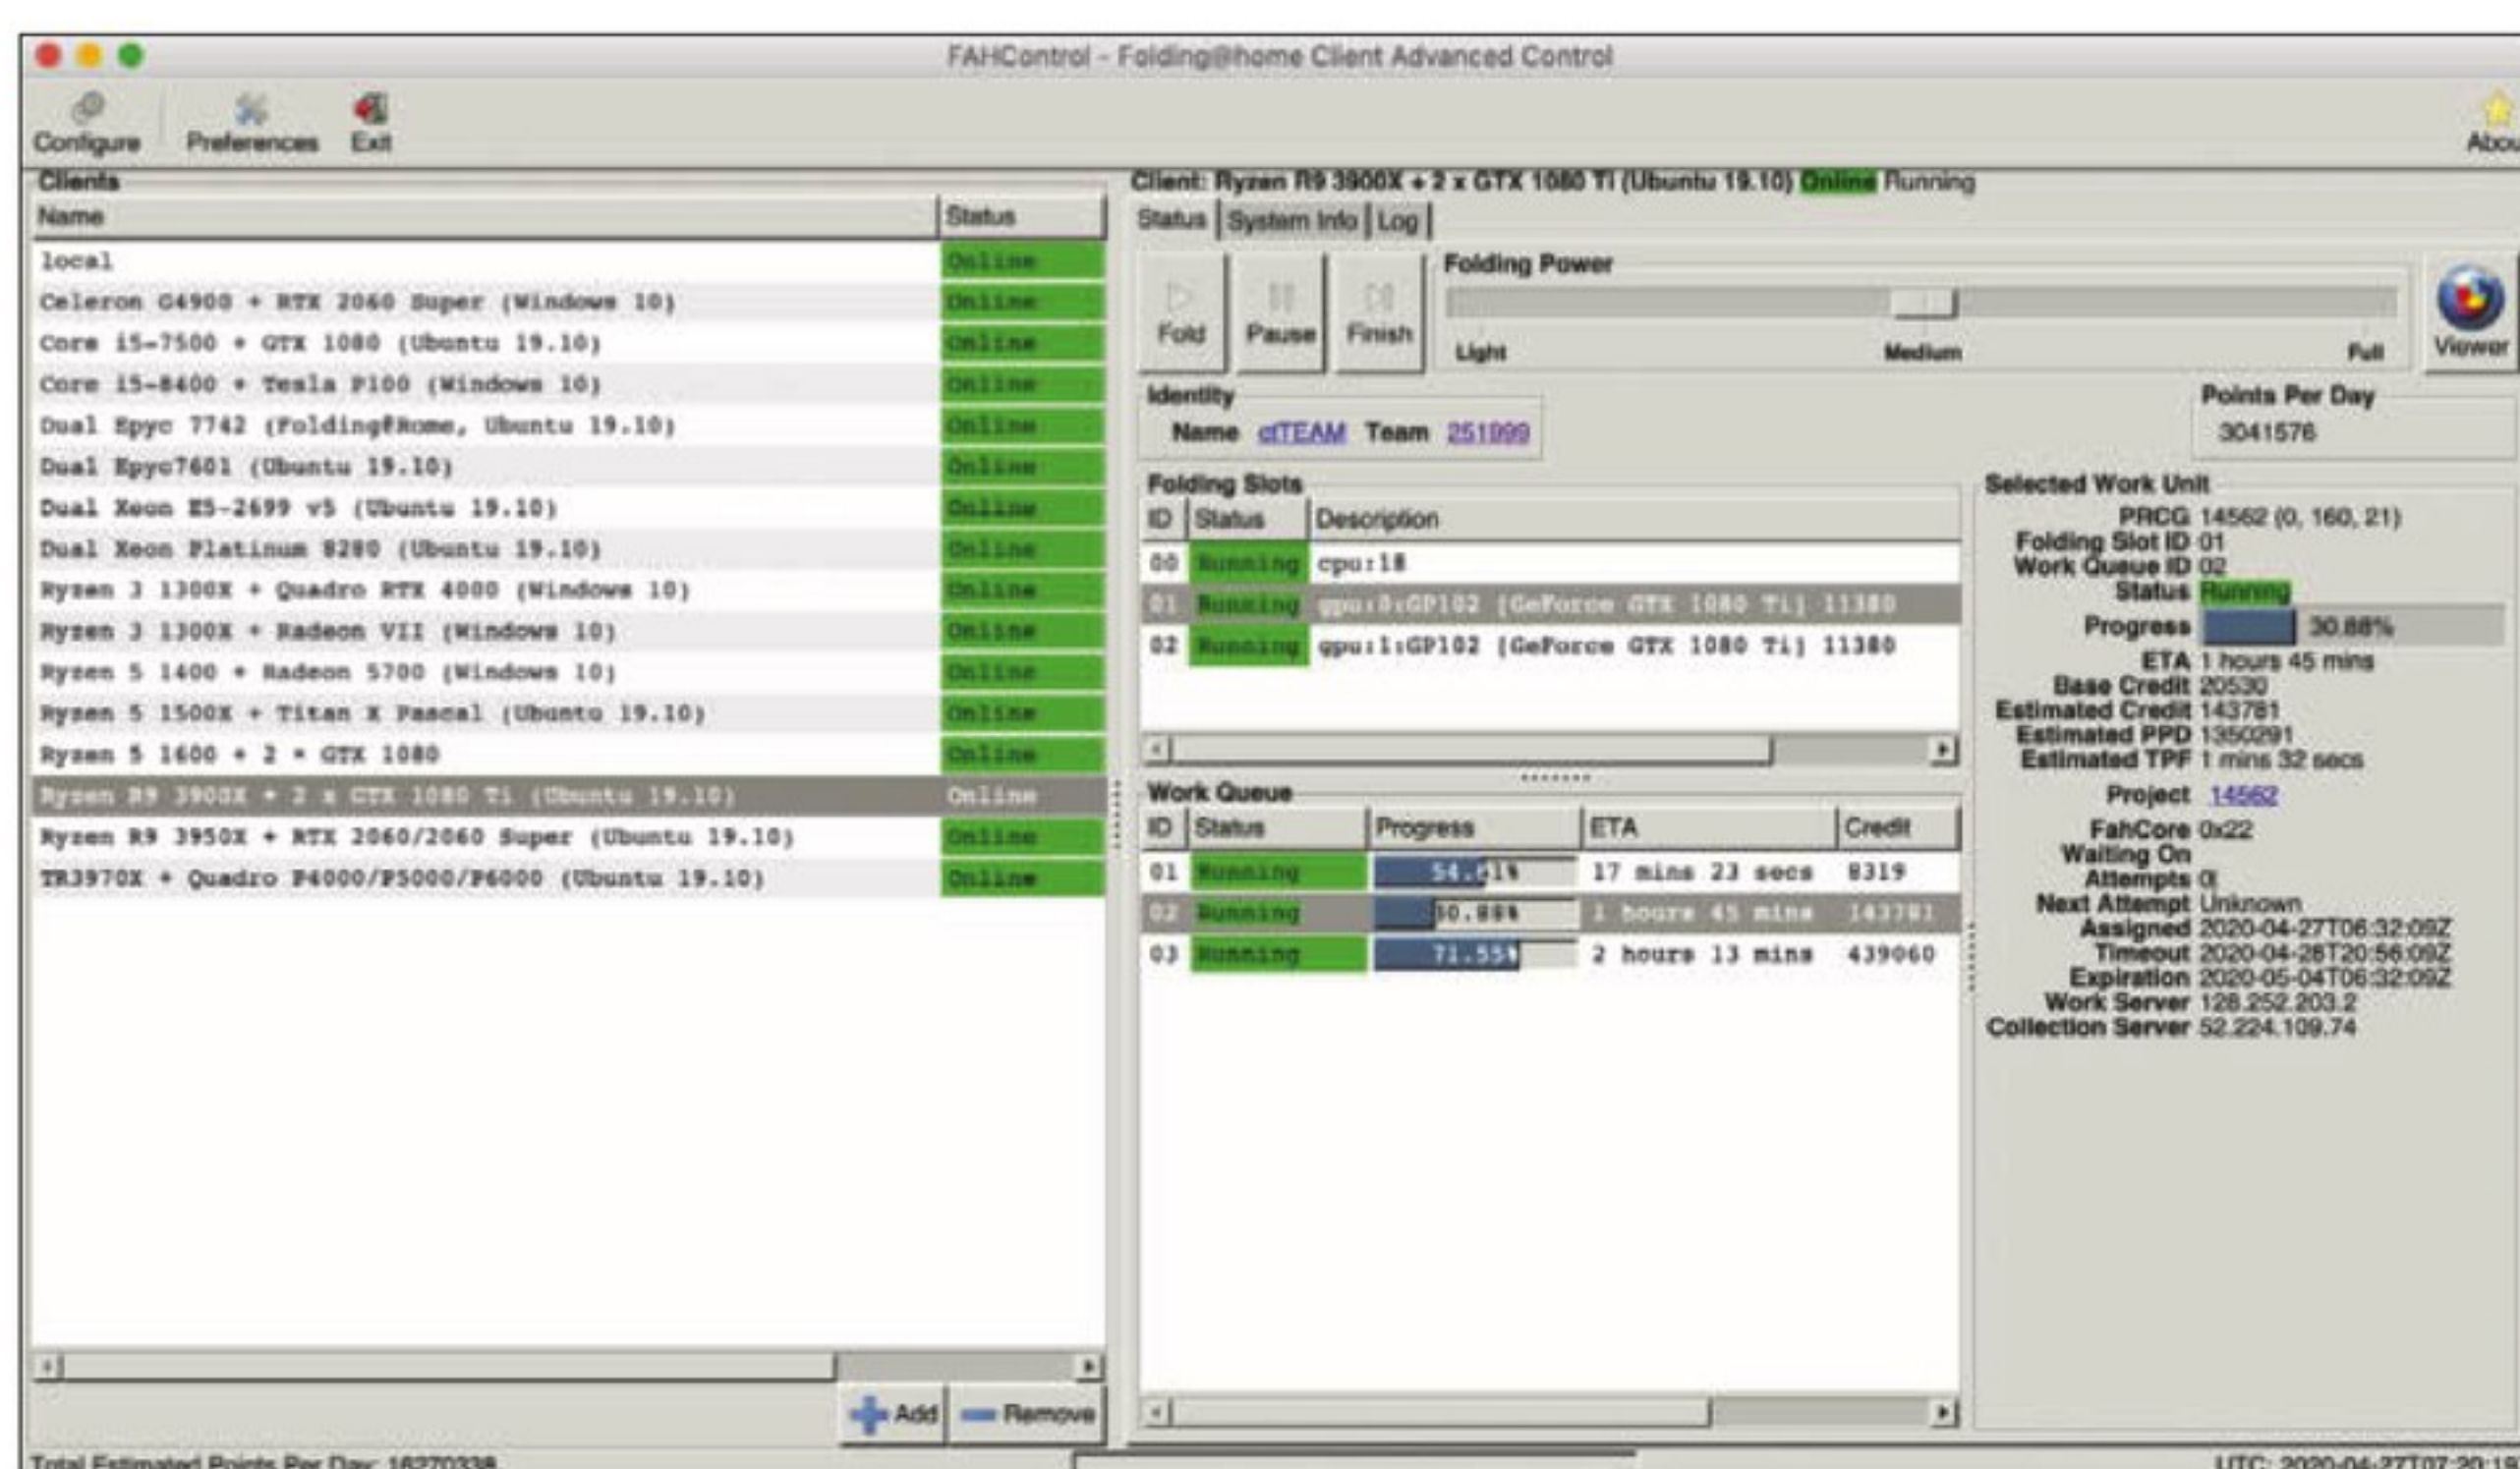 FAHControl - Folding@home Client Advanced Control
Configure Preferences Exit
Abou
Clients
Name Status
local Online
Celeron G4900 + RTX 2060 Super (Windows 10) Online
Core i5-7500 + GTX 1080 (Ubuntu 19.10) Online
Core i5-8400 + Tesla P100 (Windows 10) Online
Dual Epyc 7742 (Folding@Home, Ubuntu 19.10) Online
Dual Epyc7601 (Ubuntu 19.10) Online
Dual Xeon E5-2699 v5 (Ubuntu 19.10) Online
Dual Xeon Platinum 8280 (Ubuntu 19.10) Online
Ryzen 3 1300X + Quadro RTX 4000 (Windows 10) Online
Ryzen 3 1300X + Radeon VII (Windows 10) Online
Ryzen 5 1400 + Radeon 5700 (Windows 10) Online
Ryzen 5 1500X + Titan X Pascal (Ubuntu 19.10) Online
Ryzen 5 1600 + 2 * GTX 1080 Online
Ryzen R9 3900X + 2 x GTX 1080 Ti (Ubuntu 19.10) Online
Ryzen R9 3950X + RTX 2060/2060 Super (Ubuntu 19.10) Online
TR3970X + Quadro P4000/P5000/P6000 (Ubuntu 19.10) Online
Add Remove
Client: Ryzen R9 3900X + 2 x GTX 1080 Ti (Ubuntu 19.10) Online Running
Status System Info Log
Fold Pause Finish
Folding Power
Light Medium Full
Viewer
Identity
Name ctTEAM Team 251999
Points Per Day
3041576
Folding Slots
ID Status Description
00 Running cpu:18
01 Running gpu:0:GP102 [GeForce GTX 1080 Ti] 11380
02 Running gpu:1:GP102 [GeForce GTX 1080 Ti] 11380
Work Queue
ID Status Progress ETA Credit
01 Running 17 mins 23 secs 8319
02 Running 30.88% 1 hours 45 mins 143781
03 Running 71.55% 2 hours 13 mins 439060
Selected Work Unit
PRCG 14562 (0, 160, 21)
Folding Slot ID 01
Work Queue ID 02
Status Running
Progress 30.88%
ETA 1 hours 45 mins
Base Credit 20530
Estimated Credit 143781
Estimated PPD 1350291
Estimated TPF 1 mins 32 secs
Project 14562
FahCore 0x22
Waiting On
Attempts 0
Next Attempt Unknown
Assigned 2020-04-27T06:32:09Z
Timeout 2020-04-28T20:56:09Z
Expiration 2020-05-04T06:32:09Z
Work Server 128.252.203.2
Collection Server 52.224.109.74
Total Estimated Points Per Day: 16270338
UTC: 2020-04-27T07:20:19